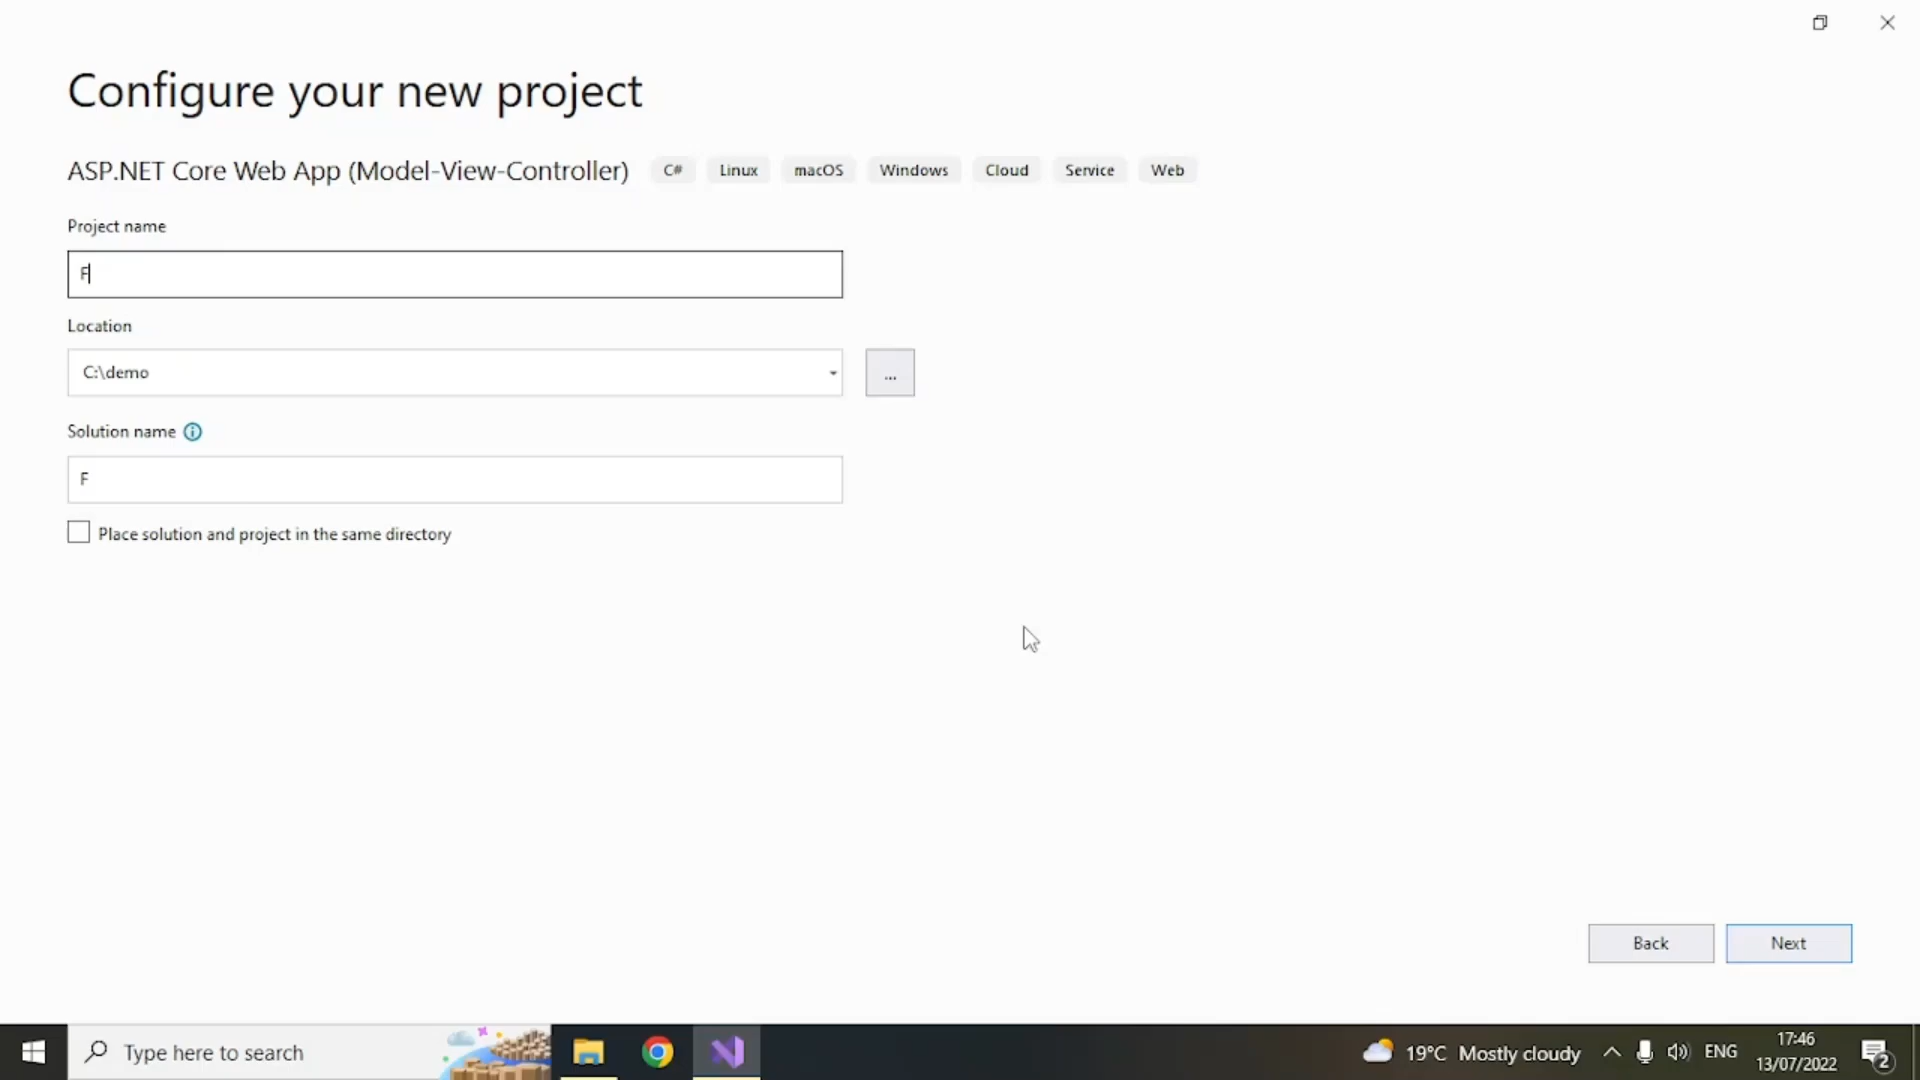 Configure your new project
ASP.NET Core Web App (Model-View-Controller) C# Linux macOS Windows Cloud Service Web
Project name
F
Location
C:\demo
...
Solution name
F
Place solution and project in the same directory
Back Next
Type here to search
19°C Mostly cloudy
ENG
17:46
13/07/2022
2